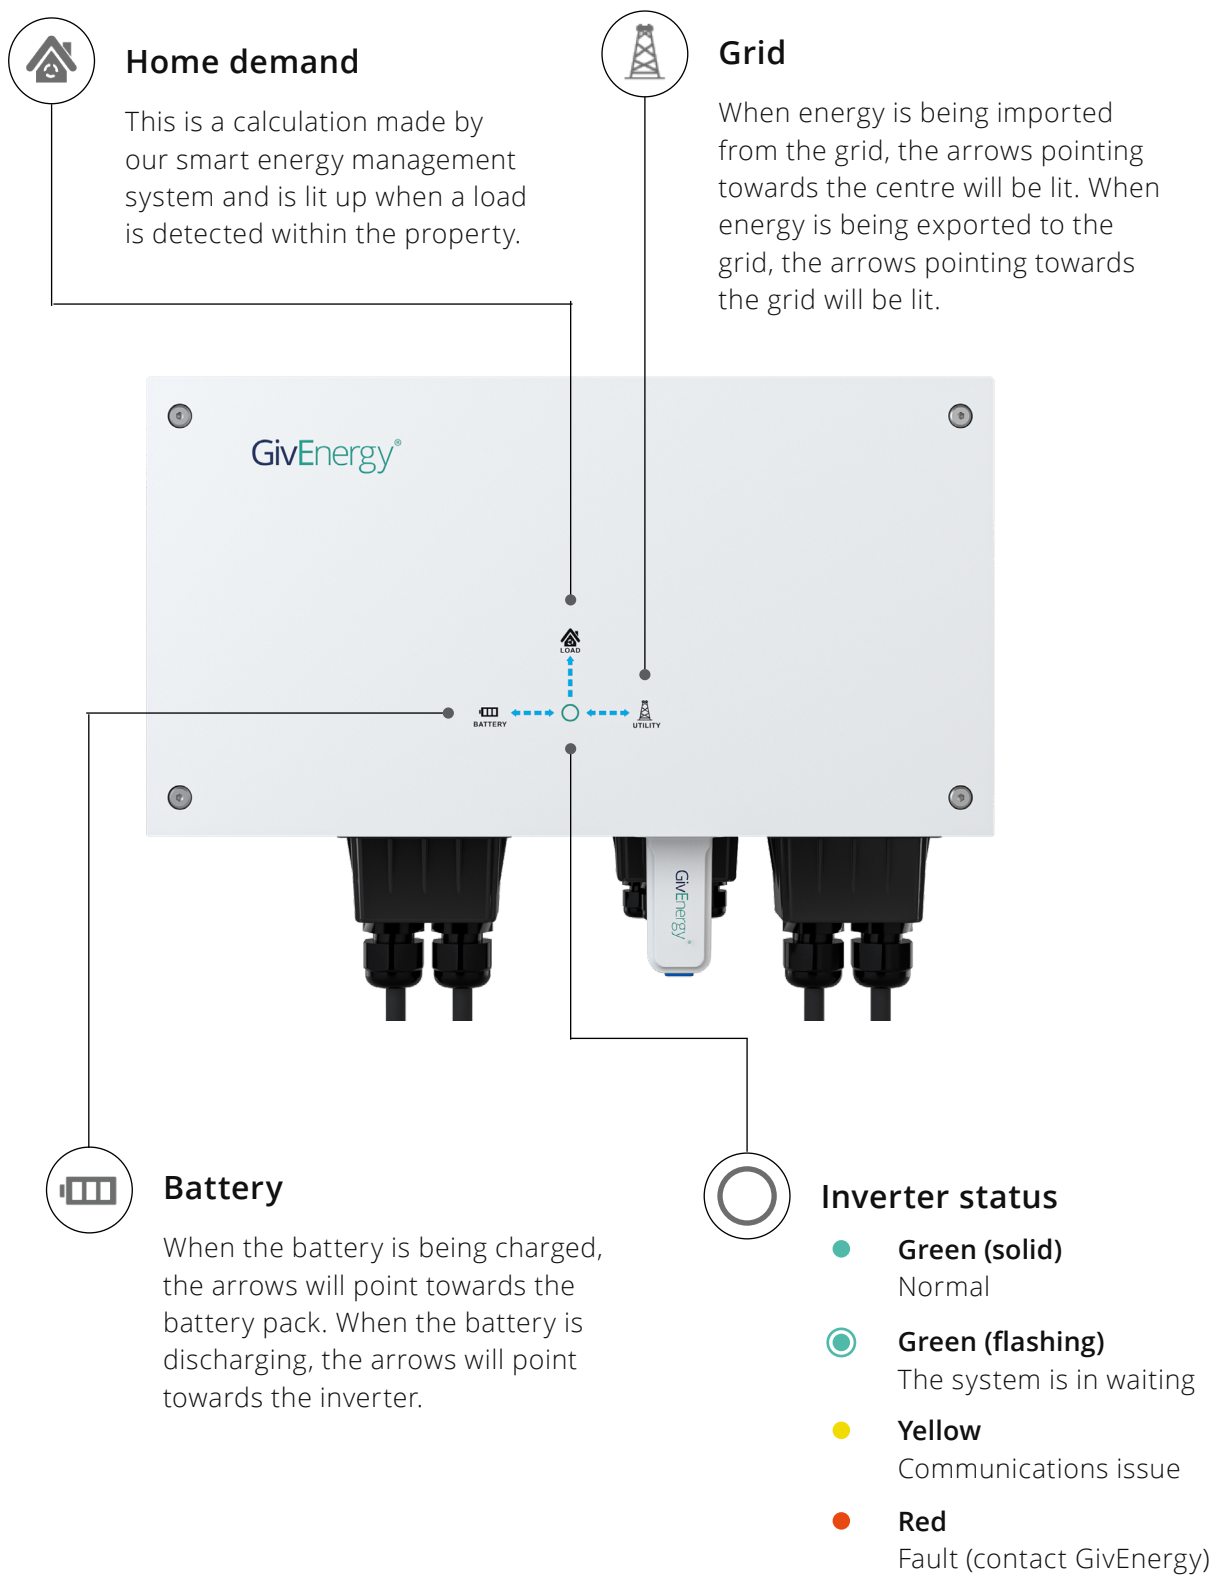 Home demand
This is a calculation made by
our smart energy management
system and is lit up when a load
is detected within the property.
Grid
When energy is being imported
from the grid, the arrows pointing
towards the centre will be lit. When
energy is being exported to the
grid, the arrows pointing towards
the grid will be lit.
GivEnergy®
LOAD
BATTERY
UTILITY
GivEnergy®
Battery
When the battery is being charged,
the arrows will point towards the
battery pack. When the battery is
discharging, the arrows will point
towards the inverter.
Inverter status
Green (solid)
Normal
Green (flashing)
The system is in waiting
Yellow
Communications issue
Red
Fault (contact GivEnergy)